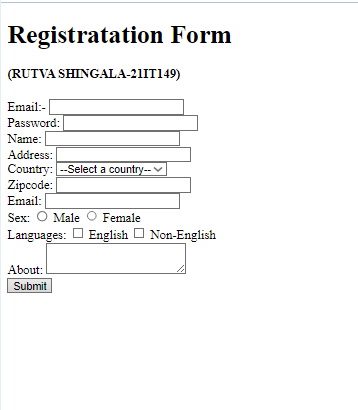 Registratation Form
(RUTVA SHINGALA-21IT149)
Email:-
Password:
Name:
Address:
Country: --Select a country--
Zipcode:
Email:
Sex: Male Female
Languages: English Non-English
About:
Submit